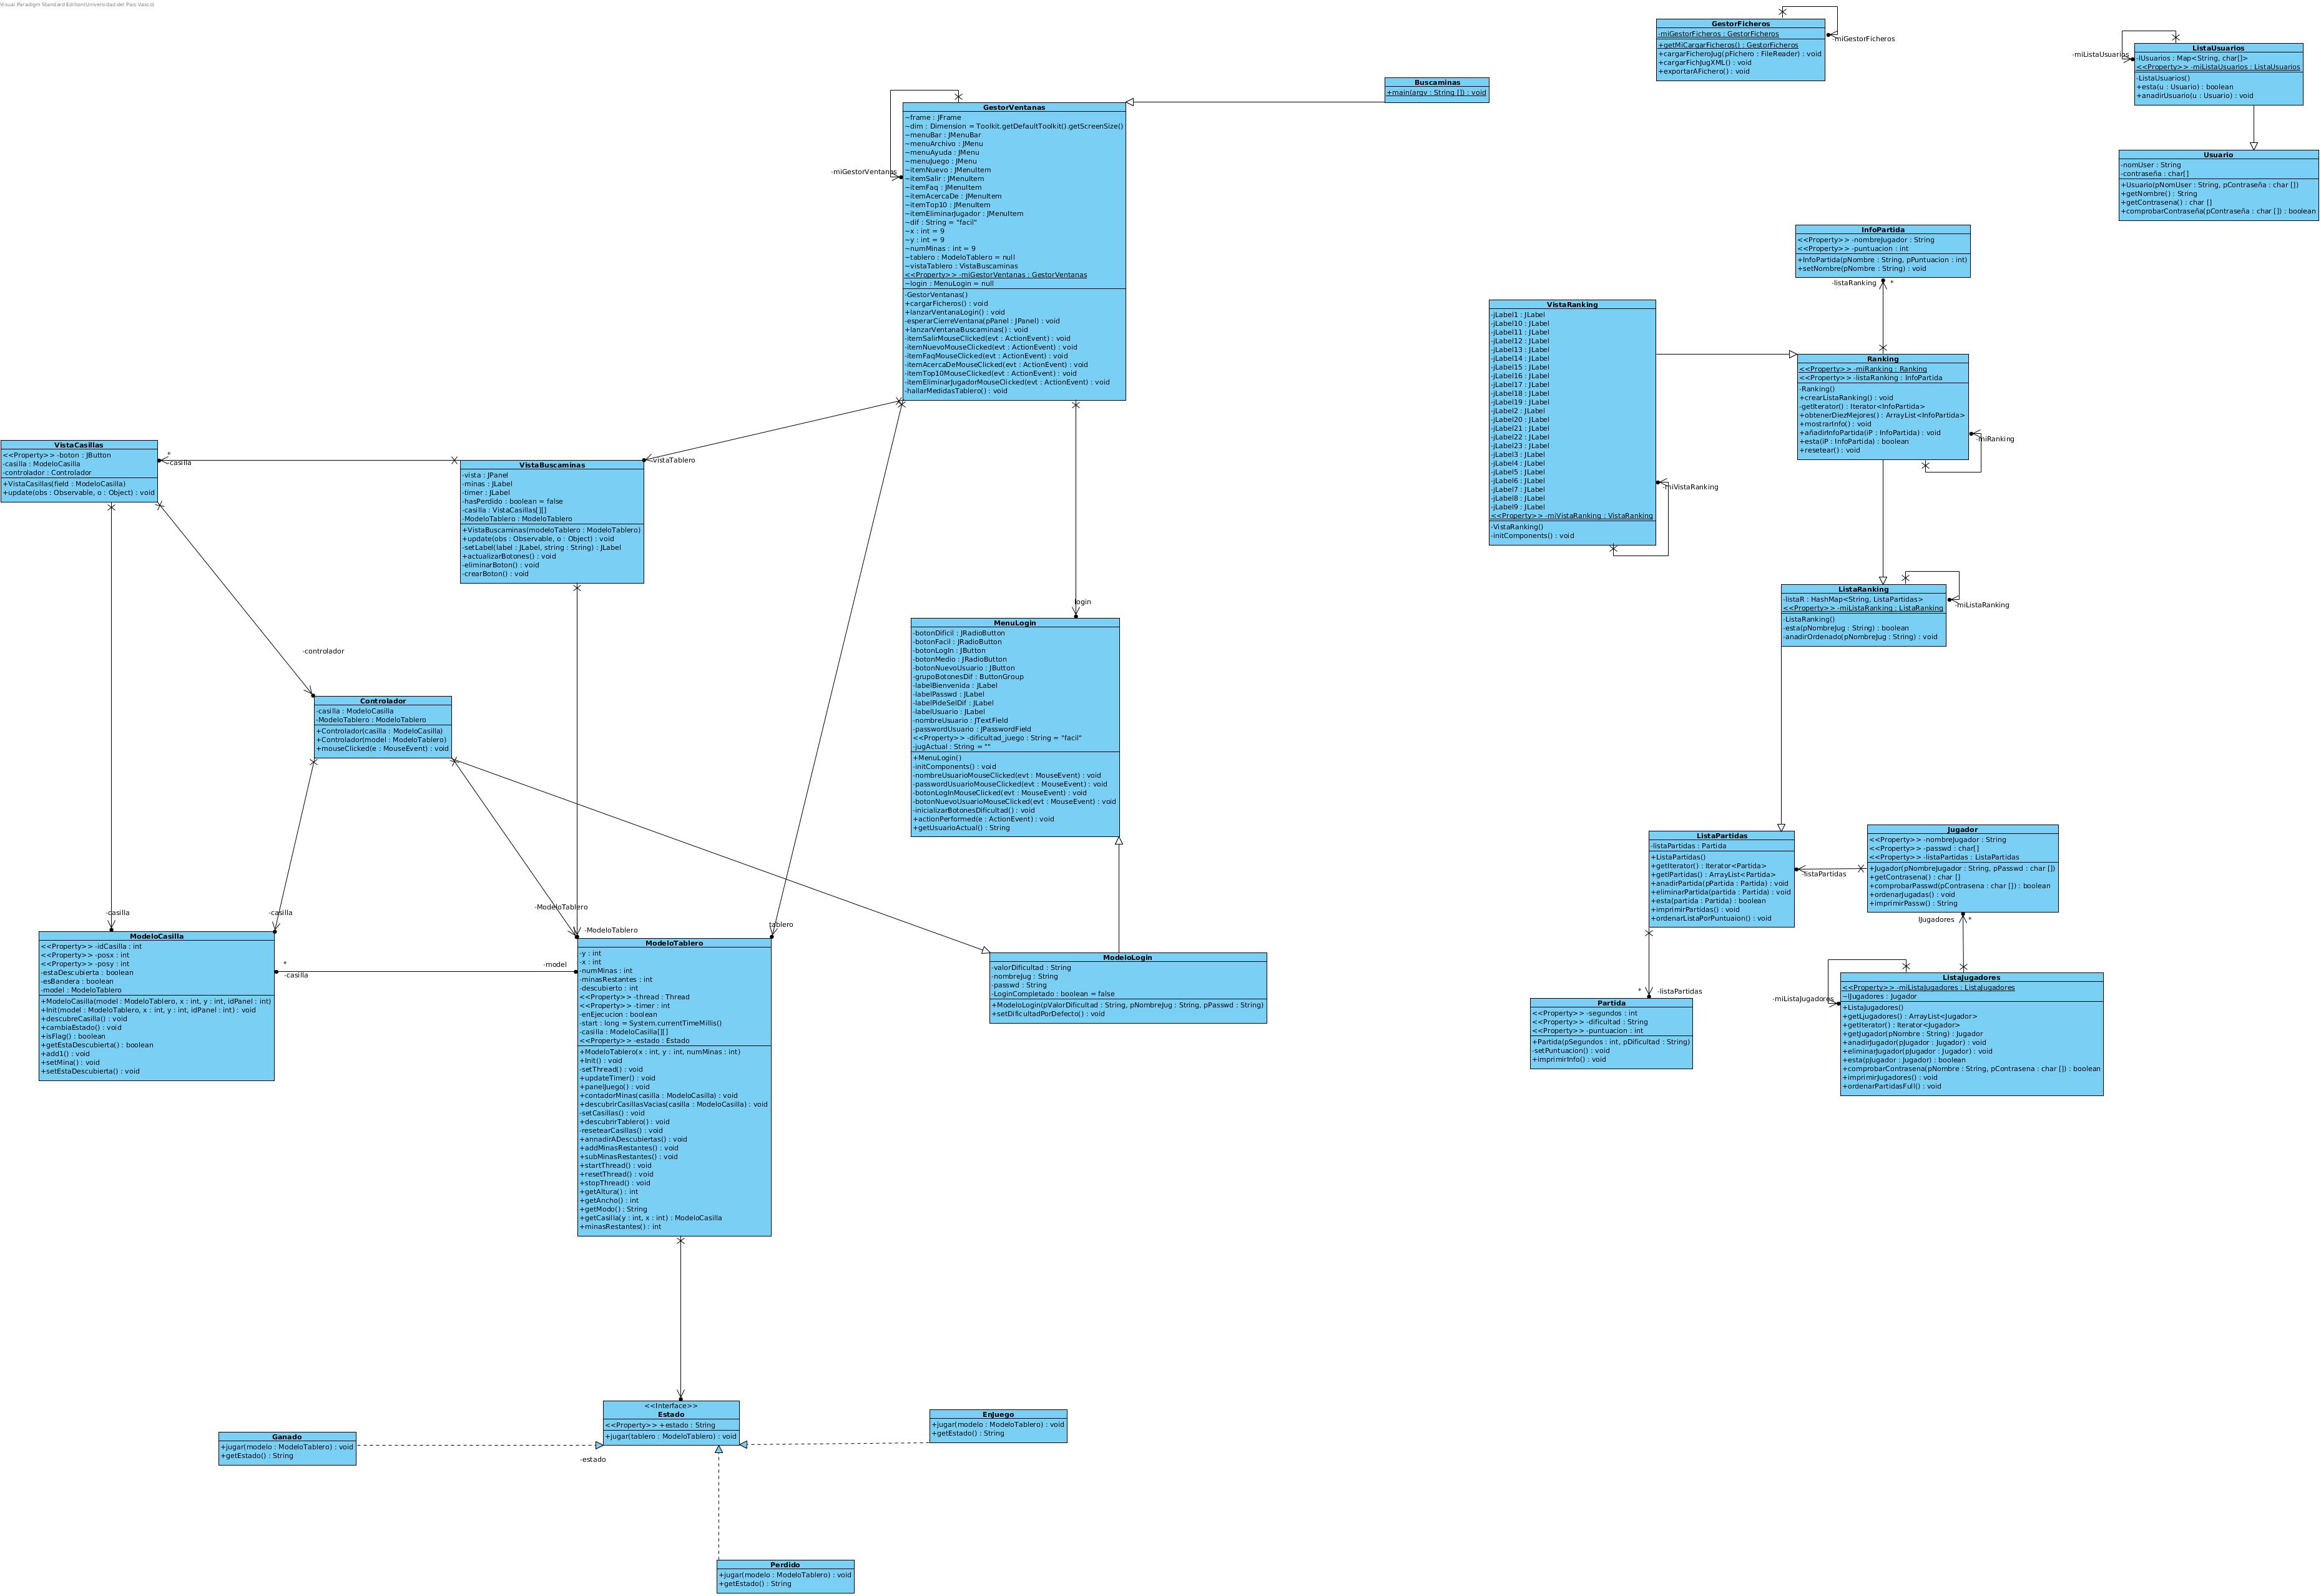 Visual Paradigm Standard Edition(Universidad del Pais Vasco)
GestorFicheros
-miGestorFicheros : GestorFicheros
+getMiCargarFicheros() : GestorFicheros
+cargarFicheroJug(pFichero : FileReader) : void
+cargarFichJugXML() : void
+exportarAFichero() : void
-miGestorFicheros
ListaUsuarios
-lUsuarios : Map<String, char[]>
<<Property>> -miListaUsuarios : ListaUsuarios
-ListaUsuarios()
+esta(u : Usuario) : boolean
+anadirUsuario(u : Usuario) : void
-miListaUsuarios
Usuario
-nomUser : String
-contraseña : char[]
+Usuario(pNomUser : String, pContraseña : char [])
+getNombre() : String
+getContrasena() : char []
+comprobarContraseña(pContraseña : char []) : boolean
Buscaminas
+main(argv : String []) : void
GestorVentanas
~frame : JFrame
~dim : Dimension = Toolkit.getDefaultToolkit().getScreenSize()
~menuBar : JMenuBar
~menuArchivo : JMenu
~menuAyuda : JMenu
~menuJuego : JMenu
~itemNuevo : JMenuItem
~itemSalir : JMenuItem
~itemFaq : JMenuItem
~itemAcercaDe : JMenuItem
~itemTop10 : JMenuItem
~itemEliminarJugador : JMenuItem
~dif : String = "facil"
~x : int = 9
~y : int = 9
~numMinas : int = 9
~tablero : ModeloTablero = null
~vistaTablero : VistaBuscaminas
<<Property>> -miGestorVentanas : GestorVentanas
~login : MenuLogin = null
-GestorVentanas()
+cargarFicheros() : void
+lanzarVentanaLogin() : void
-esperarCierreVentana(pPanel : JPanel) : void
+lanzarVentanaBuscaminas() : void
-itemSalirMouseClicked(evt : ActionEvent) : void
-itemNuevoMouseClicked(evt : ActionEvent) : void
-itemFaqMouseClicked(evt : ActionEvent) : void
-itemAcercaDeMouseClicked(evt : ActionEvent) : void
-itemTop10MouseClicked(evt : ActionEvent) : void
-itemEliminarJugadorMouseClicked(evt : ActionEvent) : void
-hallarMedidasTablero() : void
-miGestorVentanas
InfoPartida
<<Property>> -nombreJugador : String
<<Property>> -puntuacion : int
+InfoPartida(pNombre : String, pPuntuacion : int)
+setNombre(pNombre : String) : void
-listaRanking
*
VistaRanking
-jLabel1 : JLabel
-jLabel10 : JLabel
-jLabel11 : JLabel
-jLabel12 : JLabel
-jLabel13 : JLabel
-jLabel14 : JLabel
-jLabel15 : JLabel
-jLabel16 : JLabel
-jLabel17 : JLabel
-jLabel18 : JLabel
-jLabel19 : JLabel
-jLabel2 : JLabel
-jLabel20 : JLabel
-jLabel21 : JLabel
-jLabel22 : JLabel
-jLabel23 : JLabel
-jLabel3 : JLabel
-jLabel4 : JLabel
-jLabel5 : JLabel
-jLabel6 : JLabel
-jLabel7 : JLabel
-jLabel8 : JLabel
-jLabel9 : JLabel
<<Property>> -miVistaRanking : VistaRanking
-VistaRanking()
-initComponents() : void
-miVistaRanking
Ranking
<<Property>> -miRanking : Ranking
<<Property>> -listaRanking : InfoPartida
-Ranking()
+crearListaRanking() : void
-getIterator() : Iterator<InfoPartida>
+obtenerDiezMejores() : ArrayList<InfoPartida>
+mostrarInfo() : void
+añadirInfoPartida(iP : InfoPartida) : void
+esta(iP : InfoPartida) : boolean
+resetear() : void
-miRanking
VistaCasillas
<<Property>> -boton : JButton
-casilla : ModeloCasilla
-controlador : Controlador
+VistaCasillas(field : ModeloCasilla)
+update(obs : Observable, o : Object) : void
*
-casilla
VistaBuscaminas
-vista : JPanel
-minas : JLabel
-timer : JLabel
-hasPerdido : boolean = false
-casilla : VistaCasillas[][]
-ModeloTablero : ModeloTablero
+VistaBuscaminas(modeloTablero : ModeloTablero)
+update(obs : Observable, o : Object) : void
-setLabel(label : JLabel, string : String) : JLabel
+actualizarBotones() : void
-eliminarBoton() : void
-crearBoton() : void
~vistaTablero
ListaRanking
-listaR : HashMap<String, ListaPartidas>
<<Property>> -miListaRanking : ListaRanking
-ListaRanking()
-esta(pNombreJug : String) : boolean
-anadirOrdenado(pNombreJug : String) : void
-miListaRanking
~login
MenuLogin
-botonDificil : JRadioButton
-botonFacil : JRadioButton
-botonLogIn : JButton
-botonMedio : JRadioButton
-botonNuevoUsuario : JButton
-grupoBotonesDif : ButtonGroup
-labelBienvenida : JLabel
-labelPasswd : JLabel
-labelPideSelDif : JLabel
-labelUsuario : JLabel
-nombreUsuario : JTextField
-passwordUsuario : JPasswordField
<<Property>> -dificultad_juego : String = "facil"
-jugActual : String = ""
+MenuLogin()
-initComponents() : void
-nombreUsuarioMouseClicked(evt : MouseEvent) : void
-passwordUsuarioMouseClicked(evt : MouseEvent) : void
-botonLogInMouseClicked(evt : MouseEvent) : void
-botonNuevoUsuarioMouseClicked(evt : MouseEvent) : void
-inicializarBotonesDificultad() : void
+actionPerformed(e : ActionEvent) : void
+getUsuarioActual() : String
-controlador
Controlador
-casilla : ModeloCasilla
-ModeloTablero : ModeloTablero
+Controlador(casilla : ModeloCasilla)
+Controlador(model : ModeloTablero)
+mouseClicked(e : MouseEvent) : void
ListaPartidas
-listaPartidas : Partida
+ListaPartidas()
+getIterator() : Iterator<Partida>
+getlPartidas() : ArrayList<Partida>
+anadirPartida(pPartida : Partida) : void
+eliminarPartida(partida : Partida) : void
+esta(partida : Partida) : boolean
+imprimirPartidas() : void
+ordenarListaPorPuntuaion() : void
-listaPartidas
Jugador
<<Property>> -nombreJugador : String
<<Property>> -passwd : char[]
<<Property>> -listaPartidas : ListaPartidas
+Jugador(pNombreJugador : String, pPasswd : char [])
+getContrasena() : char []
+comprobarPasswd(pContrasena : char []) : boolean
+ordenarJugadas() : void
+imprimirPassw() : String
lJugadores
*
-casilla
-casilla
-ModeloTablero
-ModeloTablero
tablero
ModeloCasilla
<<Property>> -idCasilla : int
<<Property>> -posx : int
<<Property>> -posy : int
-estaDescubierta : boolean
-esBandera : boolean
-model : ModeloTablero
+ModeloCasilla(model : ModeloTablero, x : int, y : int, idPanel : int)
+Init(model : ModeloTablero, x : int, y : int, idPanel : int) : void
+descubreCasilla() : void
+cambiaEstado() : void
+isFlag() : boolean
+getEstaDescubierta() : boolean
+add1() : void
+setMina() : void
+setEstaDescubierta() : void
*
-casilla
-model
ModeloTablero
-y : int
-x : int
-numMinas : int
-minasRestantes : int
-descubierto : int
<<Property>> -thread : Thread
<<Property>> -timer : int
-enEjecucion : boolean
-start : long = System.currentTimeMillis()
-casilla : ModeloCasilla[][]
<<Property>> -estado : Estado
+ModeloTablero(x : int, y : int, numMinas : int)
+Init() : void
-setThread() : void
+updateTimer() : void
+panelJuego() : void
+contadorMinas(casilla : ModeloCasilla) : void
+descubrirCasillasVacias(casilla : ModeloCasilla) : void
-setCasillas() : void
+descubrirTablero() : void
-resetearCasillas() : void
+annadirADescubiertas() : void
+addMinasRestantes() : void
+subMinasRestantes() : void
+startThread() : void
+resetThread() : void
+stopThread() : void
+getAltura() : int
+getAncho() : int
+getModo() : String
+getCasilla(y : int, x : int) : ModeloCasilla
+minasRestantes() : int
ModeloLogin
-valorDificultad : String
-nombreJug : String
-passwd : String
-LoginCompletado : boolean = false
+ModeloLogin(pValorDificultad : String, pNombreJug : String, pPasswd : String)
+setDificultadPorDefecto() : void
* -listaPartidas
Partida
<<Property>> -segundos : int
<<Property>> -dificultad : String
<<Property>> -puntuacion : int
+Partida(pSegundos : int, pDificultad : String)
-setPuntuacion() : void
+imprimirInfo() : void
-miListaJugadores
ListaJugadores
<<Property>> -miListaJugadores : ListaJugadores
~lJugadores : Jugador
+ListaJugadores()
+getLjugadores() : ArrayList<Jugador>
+getIterator() : Iterator<Jugador>
+getJugador(pNombre : String) : Jugador
+anadirJugador(pJugador : Jugador) : void
+eliminarJugador(pJugador : Jugador) : void
+esta(pJugador : Jugador) : boolean
+comprobarContrasena(pNombre : String, pContrasena : char []) : boolean
+imprimirJugadores() : void
+ordenarPartidasFull() : void
<<Interface>>
Estado
<<Property>> +estado : String
+jugar(tablero : ModeloTablero) : void
-estado
Ganado
+jugar(modelo : ModeloTablero) : void
+getEstado() : String
EnJuego
+jugar(modelo : ModeloTablero) : void
+getEstado() : String
Perdido
+jugar(modelo : ModeloTablero) : void
+getEstado() : String